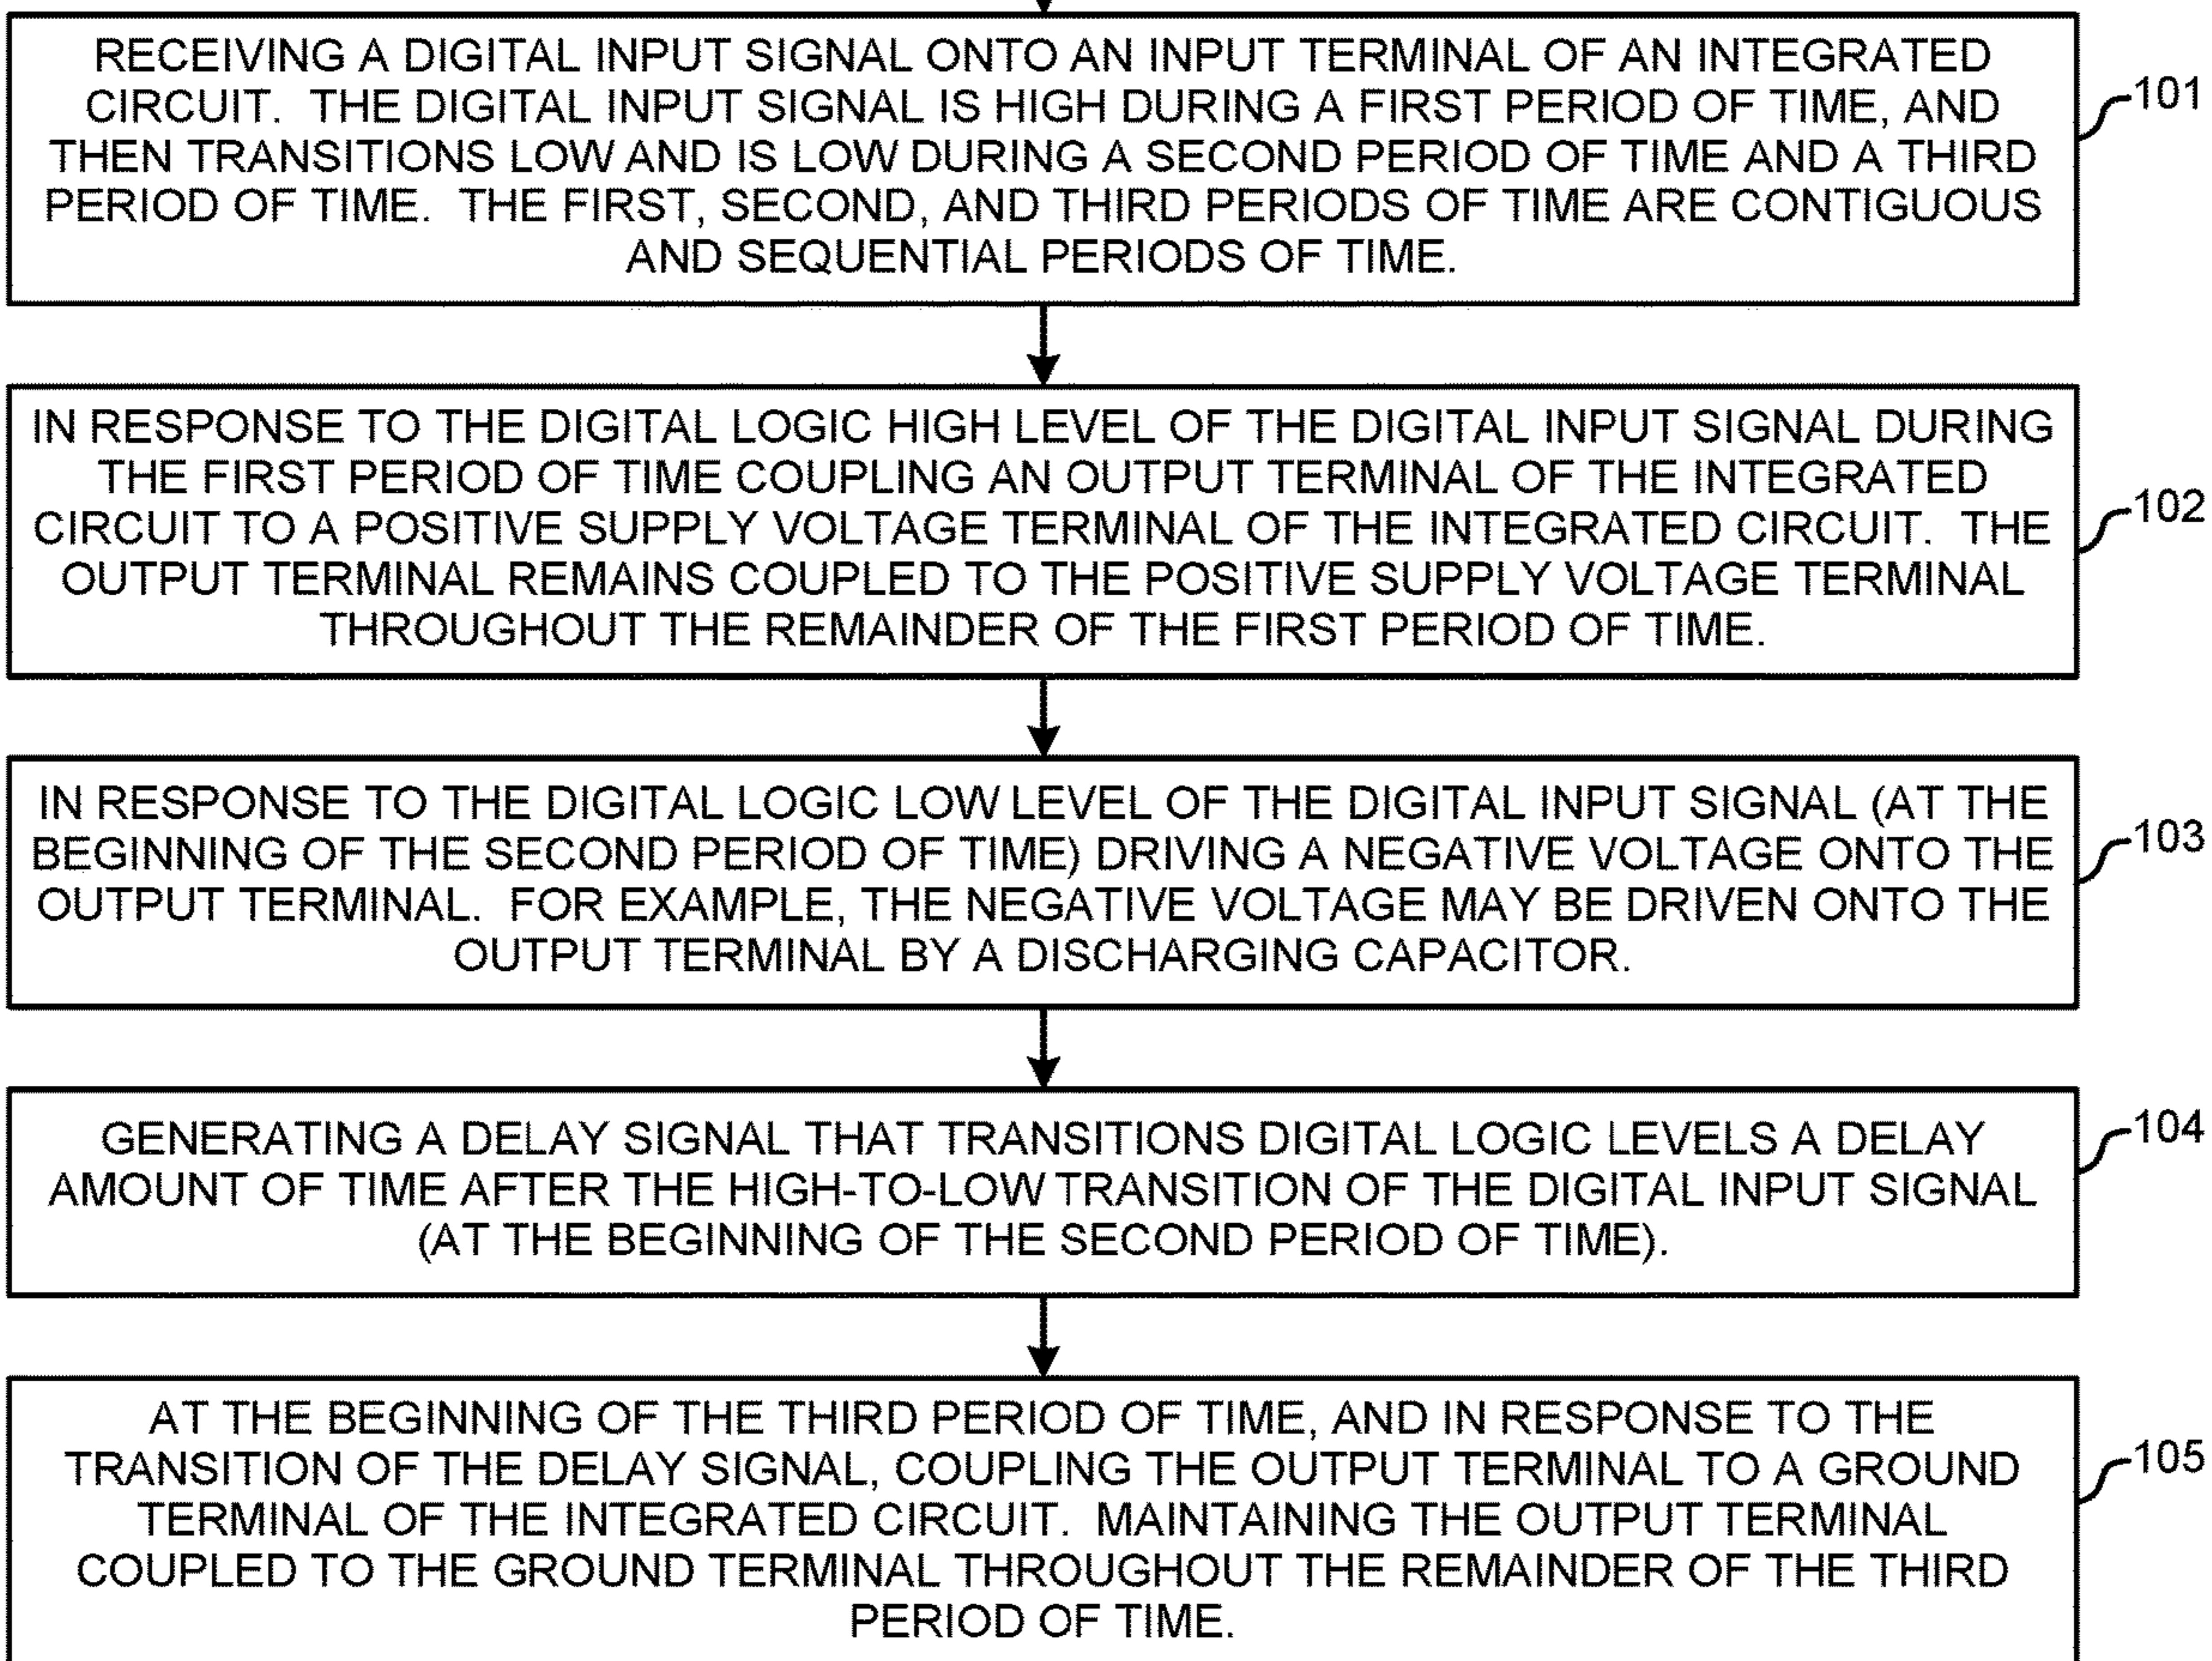 RECEIVING A DIGITAL INPUT SIGNAL ONTO AN INPUT TERMINAL OF AN INTEGRATED
CIRCUIT. THE DIGITAL INPUT SIGNAL IS HIGH DURING A FIRST PERIOD OF TIME, AND
THEN TRANSITIONS LOW AND IS LOW DURING A SECOND PERIOD OF TIME AND A THIRD
PERIOD OF TIME. THE FIRST, SECOND, AND THIRD PERIODS OF TIME ARE CONTIGUOUS
AND SEQUENTIAL PERIODS OF TIME.
101
IN RESPONSE TO THE DIGITAL LOGIC HIGH LEVEL OF THE DIGITAL INPUT SIGNAL DURING
THE FIRST PERIOD OF TIME COUPLING AN OUTPUT TERMINAL OF THE INTEGRATED
CIRCUIT TO A POSITIVE SUPPLY VOLTAGE TERMINAL OF THE INTEGRATED CIRCUIT. THE
OUTPUT TERMINAL REMAINS COUPLED TO THE POSITIVE SUPPLY VOLTAGE TERMINAL
THROUGHOUT THE REMAINDER OF THE FIRST PERIOD OF TIME.
102
IN RESPONSE TO THE DIGITAL LOGIC LOW LEVEL OF THE DIGITAL INPUT SIGNAL (AT THE
BEGINNING OF THE SECOND PERIOD OF TIME) DRIVING A NEGATIVE VOLTAGE ONTO THE
OUTPUT TERMINAL. FOR EXAMPLE, THE NEGATIVE VOLTAGE MAY BE DRIVEN ONTO THE
OUTPUT TERMINAL BY A DISCHARGING CAPACITOR.
103
GENERATING A DELAY SIGNAL THAT TRANSITIONS DIGITAL LOGIC LEVELS A DELAY
AMOUNT OF TIME AFTER THE HIGH-TO-LOW TRANSITION OF THE DIGITAL INPUT SIGNAL
(AT THE BEGINNING OF THE SECOND PERIOD OF TIME).
104
AT THE BEGINNING OF THE THIRD PERIOD OF TIME, AND IN RESPONSE TO THE
TRANSITION OF THE DELAY SIGNAL, COUPLING THE OUTPUT TERMINAL TO A GROUND
TERMINAL OF THE INTEGRATED CIRCUIT. MAINTAINING THE OUTPUT TERMINAL
COUPLED TO THE GROUND TERMINAL THROUGHOUT THE REMAINDER OF THE THIRD
PERIOD OF TIME.
105